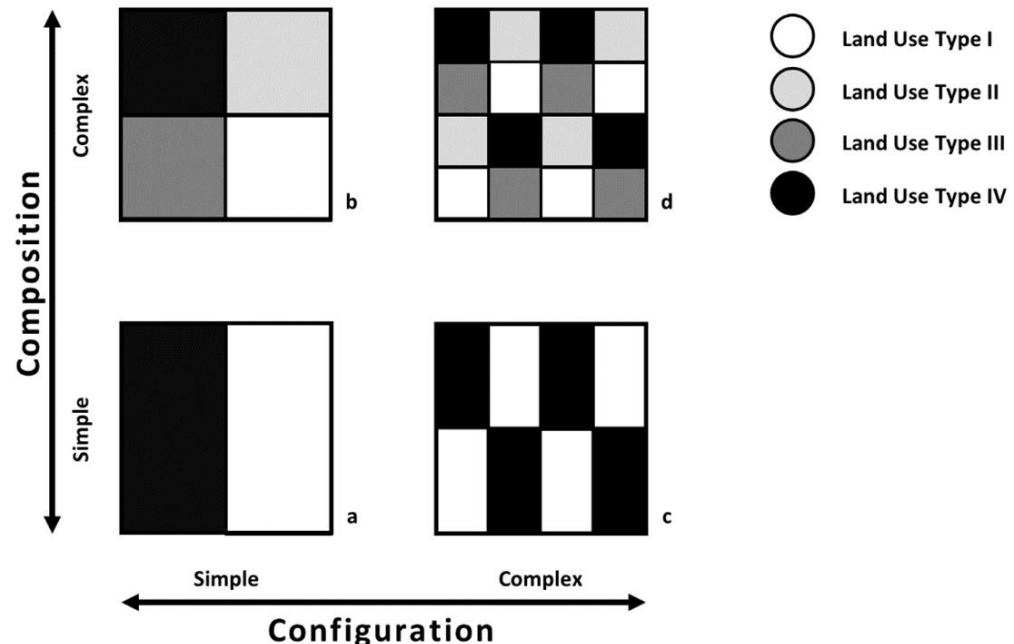 Composition
Complex
Simple
b
d
a
c
Simple
Complex
Configuration
Land Use Type I
Land Use Type II
Land Use Type III
Land Use Type IV